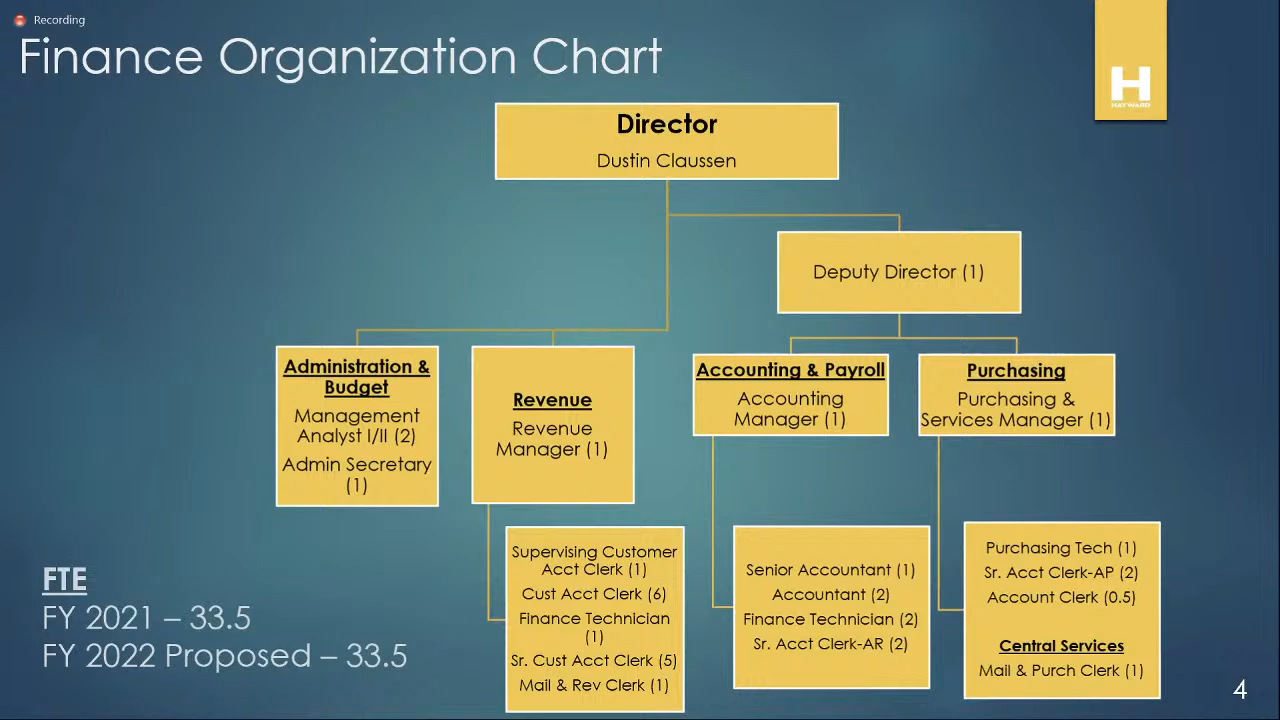 Recording
Finance Organization Chart
H
HAYWARD
Director
Dustin Claussen
Deputy Director (1)
Administration &
Budget
Management
Analyst I/II (2)
Admin Secretary
(1)
Revenue
Revenue
Manager (1)
Accounting & Payroll
Accounting
Manager (1)
Purchasing
Purchasing &
Services Manager (1)
Supervising Customer
Acct Clerk (1)
Cust Acct Clerk (6)
Finance Technician
(1)
Sr. Cust Acct Clerk (5)
Mail & Rev Clerk (1)
Senior Accountant (1)
Accountant (2)
Finance Technician (2)
Sr. Acct Clerk-AR (2)
Purchasing Tech (1)
Sr. Acct Clerk-AP (2)
Account Clerk (0.5)
Central Services
Mail & Purch Clerk (1)
FTE
FY 2021 – 33.5
FY 2022 Proposed – 33.5
4